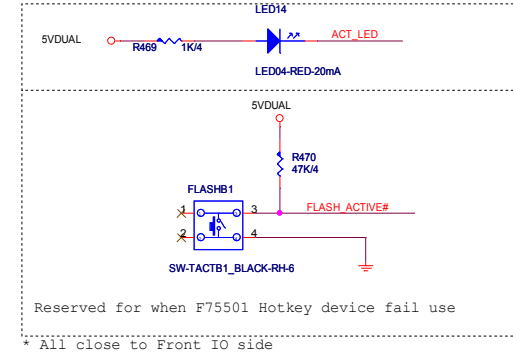 LED14
5VDUAL
R469
1K/4
ACT_LED
LED04-RED-20mA
5VDUAL
R470
47K/4
FLASHB1
1
3
FLASH_ACTIVE#
2
4
SW-TACTB1_BLACK-RH-6
Reserved for when F75501 Hotkey device fail use
* All close to Front IO side